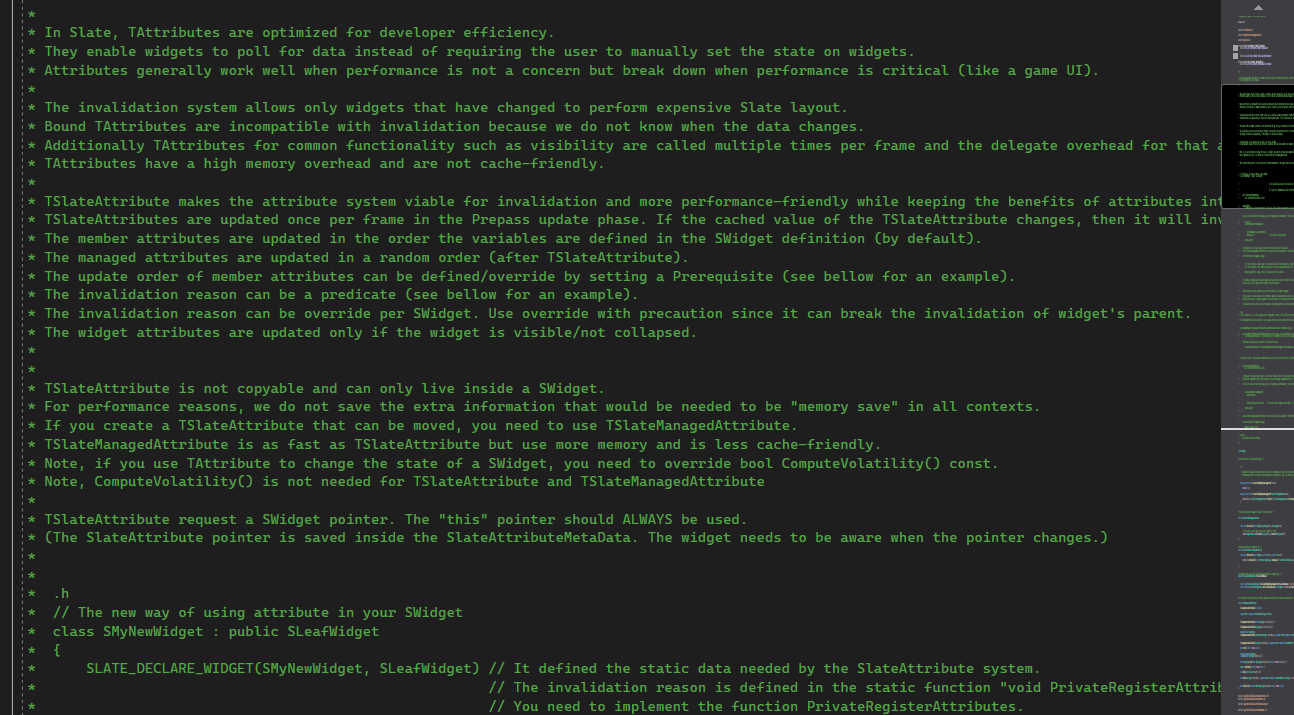 *
* In Slate, TAttributes are optimized for developer efficiency.
* They enable widgets to poll for data instead of requiring the user to manually set the state on widgets.
* Attributes generally work well when performance is not a concern but break down when performance is critical (like a game UI).
*
* The invalidation system allows only widgets that have changed to perform expensive Slate layout.
* Bound TAttributes are incompatible with invalidation because we do not know when the data changes.
* Additionally TAttributes for common functionality such as visibility are called multiple times per frame and the delegate overhead for that a
* TAttributes have a high memory overhead and are not cache-friendly.
*
* TSlateAttribute makes the attribute system viable for invalidation and more performance-friendly while keeping the benefits of attributes int
* TSlateAttributes are updated once per frame in the Prepass update phase. If the cached value of the TSlateAttribute changes, then it will inv
* The member attributes are updated in the order the variables are defined in the SWidget definition (by default).
* The managed attributes are updated in a random order (after TSlateAttribute).
* The update order of member attributes can be defined/override by setting a Prerequisite (see bellow for an example).
* The invalidation reason can be a predicate (see bellow for an example).
* The invalidation reason can be override per SWidget. Use override with precaution since it can break the invalidation of widget's parent.
* The widget attributes are updated only if the widget is visible/not collapsed.
*
*
* TSlateAttribute is not copyable and can only live inside a SWidget.
* For performance reasons, we do not save the extra information that would be needed to be "memory save" in all contexts.
* If you create a TSlateAttribute that can be moved, you need to use TSlateManagedAttribute.
* TSlateManagedAttribute is as fast as TSlateAttribute but use more memory and is less cache-friendly.
* Note, if you use TAttribute to change the state of a SWidget, you need to override bool ComputeVolatility() const.
* Note, ComputeVolatility() is not needed for TSlateAttribute and TSlateManagedAttribute
*
* TSlateAttribute request a SWidget pointer. The "this" pointer should ALWAYS be used.
* (The SlateAttribute pointer is saved inside the SlateAttributeMetaData. The widget needs to be aware when the pointer changes.)
*
*
*  .h
*  // The new way of using attribute in your SWidget
*  class SMyNewWidget : public SLeafWidget
*  {
*      SLATE_DECLARE_WIDGET(SMyNewWidget, SLeafWidget) // It defined the static data needed by the SlateAttribute system.
*                                                      // The invalidation reason is defined in the static function "void PrivateRegisterAttrib
*                                                      // You need to implement the function PrivateRegisterAttributes.